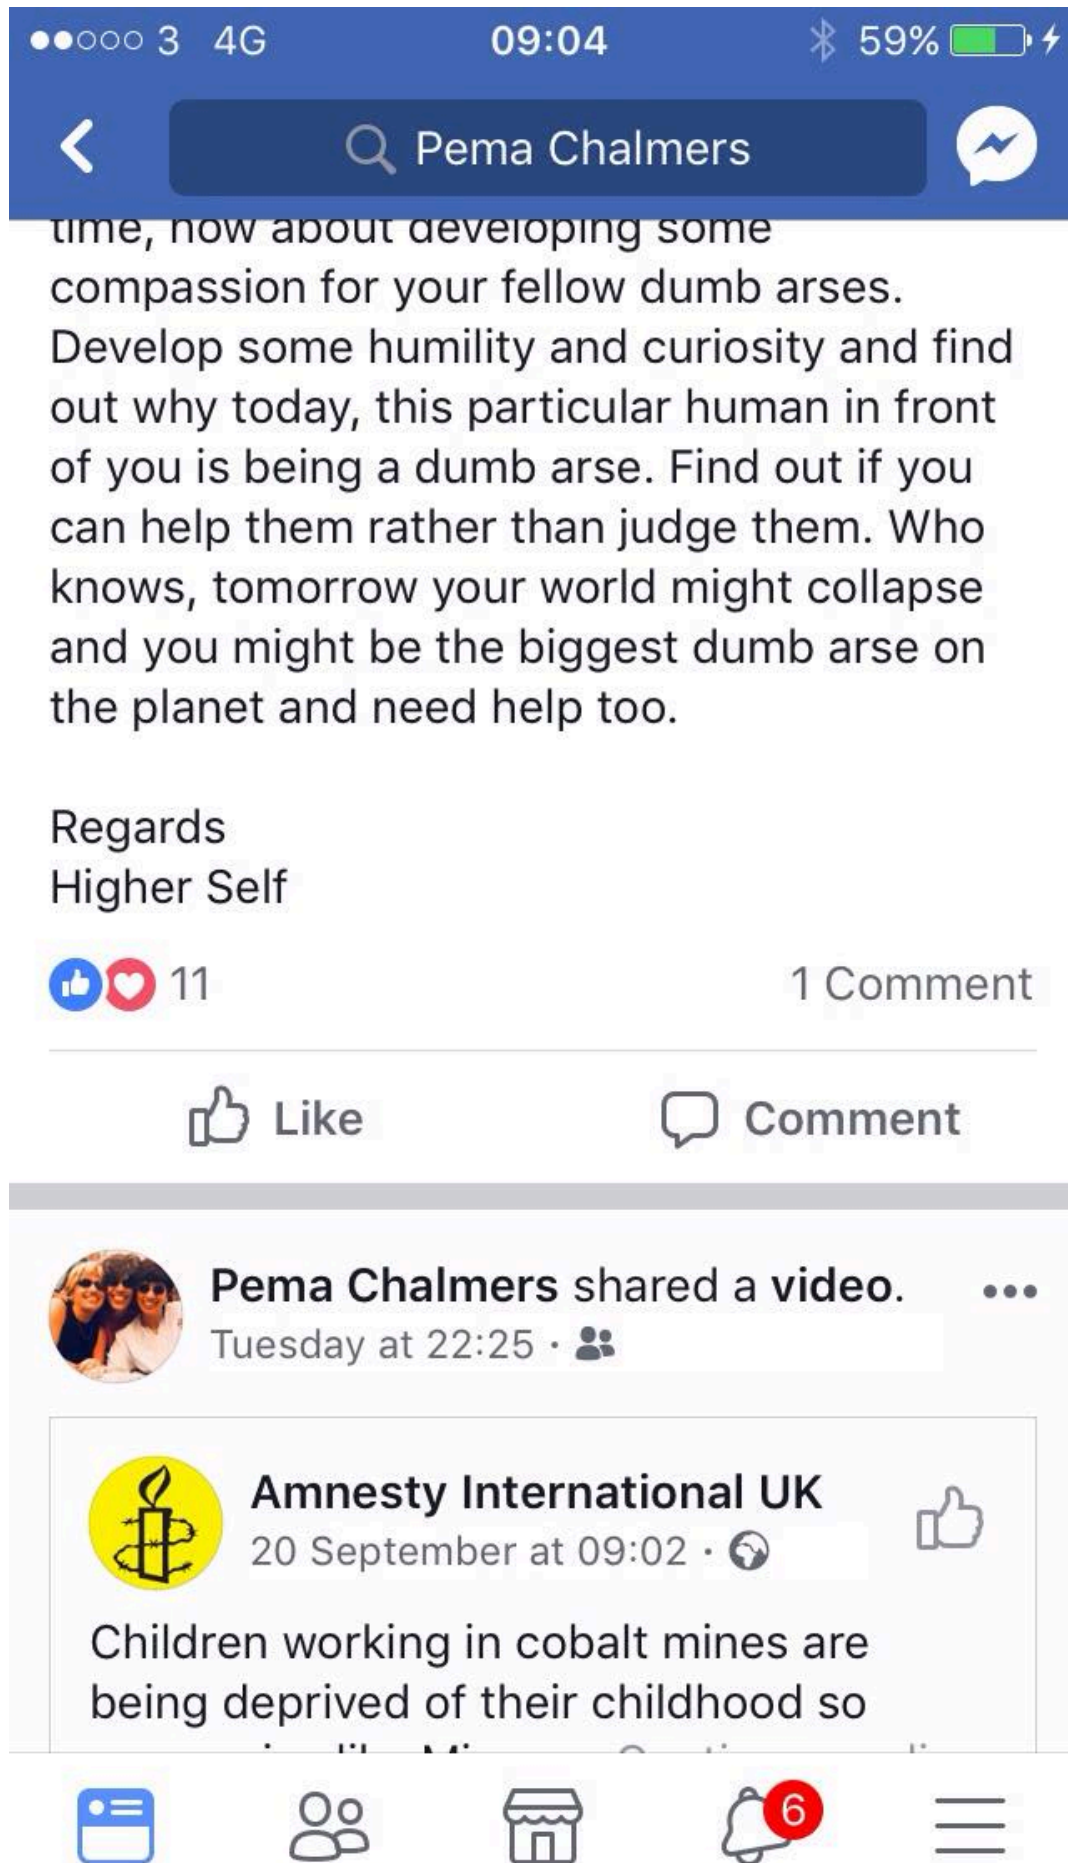 3 4G 09:04 59%
Pema Chalmers
time, how about developing some
compassion for your fellow dumb arses.
Develop some humility and curiosity and find
out why today, this particular human in front
of you is being a dumb arse. Find out if you
can help them rather than judge them. Who
knows, tomorrow your world might collapse
and you might be the biggest dumb arse on
the planet and need help too.
Regards
Higher Self
11 1 Comment
Like Comment
Pema Chalmers shared a video.
Tuesday at 22:25 ·
Amnesty International UK
20 September at 09:02 ·
Children working in cobalt mines are
being deprived of their childhood so
6